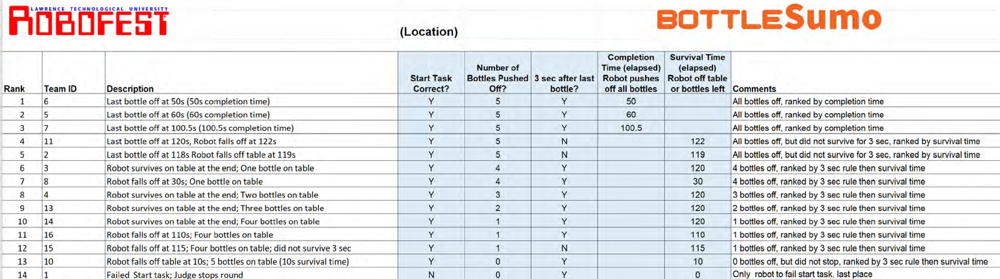 LAWRENCE TECHNOLOGICAL UNIVERSITY
ROBOFEST
BOTTLESumo
(Location)
Rank Team ID Description Start Task Correct? Number of Bottles Pushed Off? 3 sec after last bottle? Completion Time (elapsed) Robot pushes off all bottles Survival Time (elapsed) Robot off table or bottles left Comments
1 6 Last bottle off at 50s (50s completion time) Y 5 Y 50 All bottles off, ranked by completion time
2 5 Last bottle off at 60s (60s completion time) Y 5 Y 60 All bottles off, ranked by completion time
3 7 Last bottle off at 100.5s (100.5s completion time) Y 5 Y 100.5 All bottles off, ranked by completion time
4 11 Last bottle off at 120s, Robot falls off at 122s Y 5 N 122 All bottles off, but did not survive for 3 sec, ranked by survival time
5 2 Last bottle off at 118s Robot falls off table at 119s Y 5 N 119 All bottles off, but did not survive for 3 sec, ranked by survival time
6 3 Robot survives on table at the end; One bottle on table Y 4 Y 120 4 bottles off, ranked by 3 sec rule then survival time
7 8 Robot falls off at 30s; One bottle on table Y 4 Y 30 4 bottles off, ranked by 3 sec rule then survival time
8 4 Robot survives on table at the end; Two bottles on table Y 3 Y 120 3 bottles off, ranked by 3 sec rule then survival time
9 13 Robot survives on table at the end; Three bottles on table Y 2 Y 120 2 bottles off, ranked by 3 sec rule then survival time
10 14 Robot survives on table at the end; Four bottles on table Y 1 Y 120 1 bottles off, ranked by 3 sec rule then survival time
11 16 Robot falls off at 110s; Four bottles on table Y 1 Y 110 1 bottles off, ranked by 3 sec rule then survival time
12 15 Robot falls off at 115; Four bottles on table; did not survive 3 sec Y 1 N 115 1 bottles off, ranked by 3 sec rule then survival time
13 10 Robot falls off table at 10s; 5 bottles on table (10s survival time) Y 0 Y 10 0 bottles off, but did not stop, ranked by 3 sec rule then survival time
14 1 Failed Start task; Judge stops round N 0 Y 0 Only robot to fail start task, last place